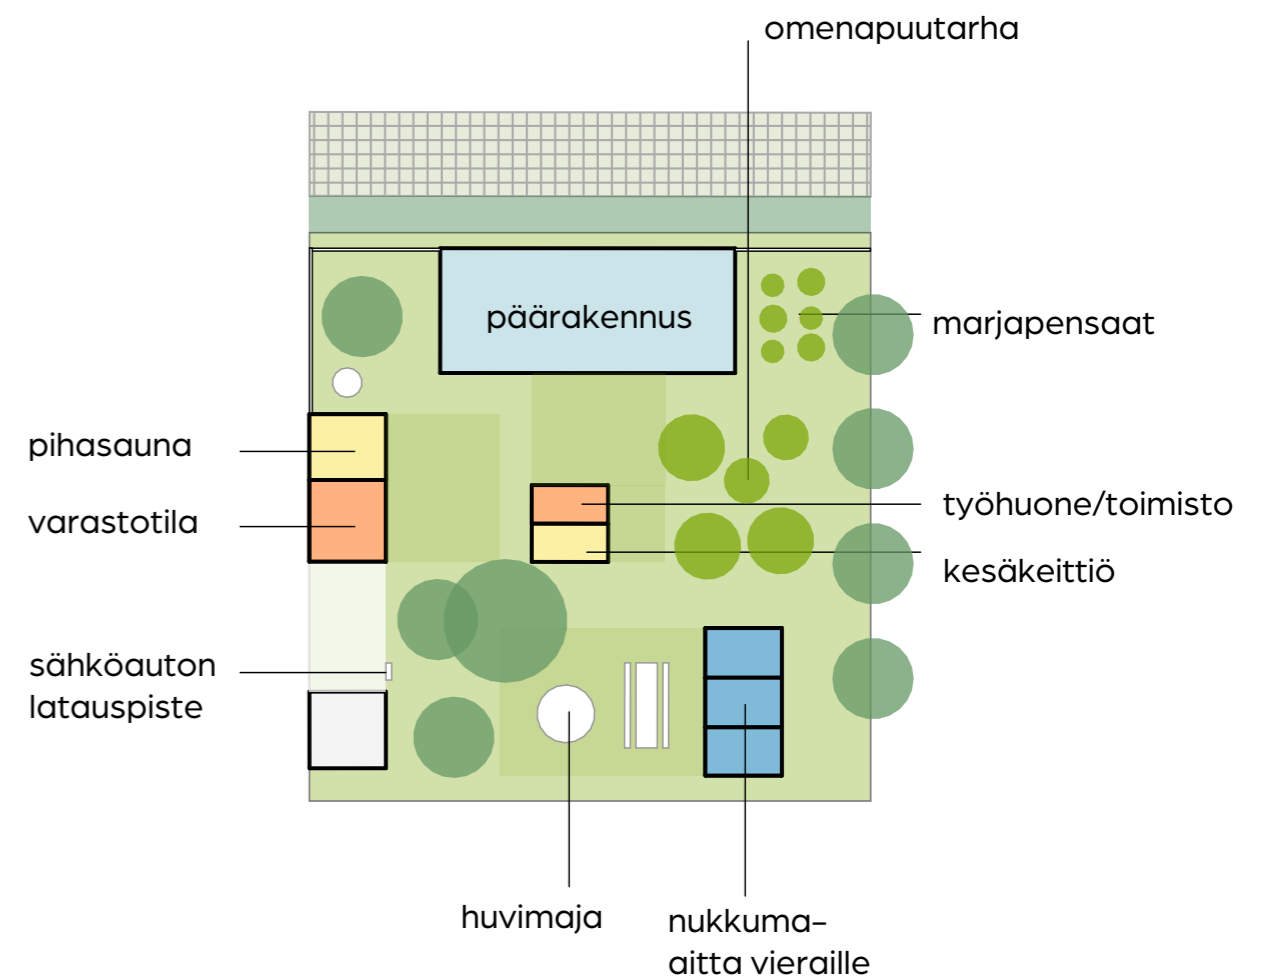 omenapuutarha
päärakennus
marjapensaat
pihasauna
varastotila
työhuone/toimisto
kesäkeittiö
sähköauton
latauspiste
huvimaja
nukkuma-
aitta vieraille